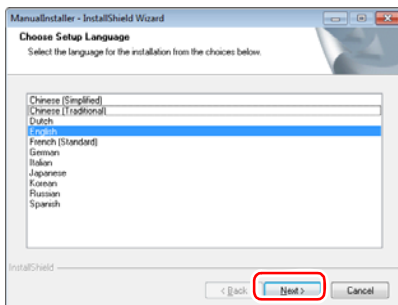 ManualInstaller - InstallShield Wizard
Choose Setup Language
Select the language for the installation from the choices below.
Chinese (Simplified)
Chinese (Traditional)
Dutch
English
French (Standard)
German
Italian
Japanese
Korean
Russian
Spanish
InstallShield
< Back Next > Cancel